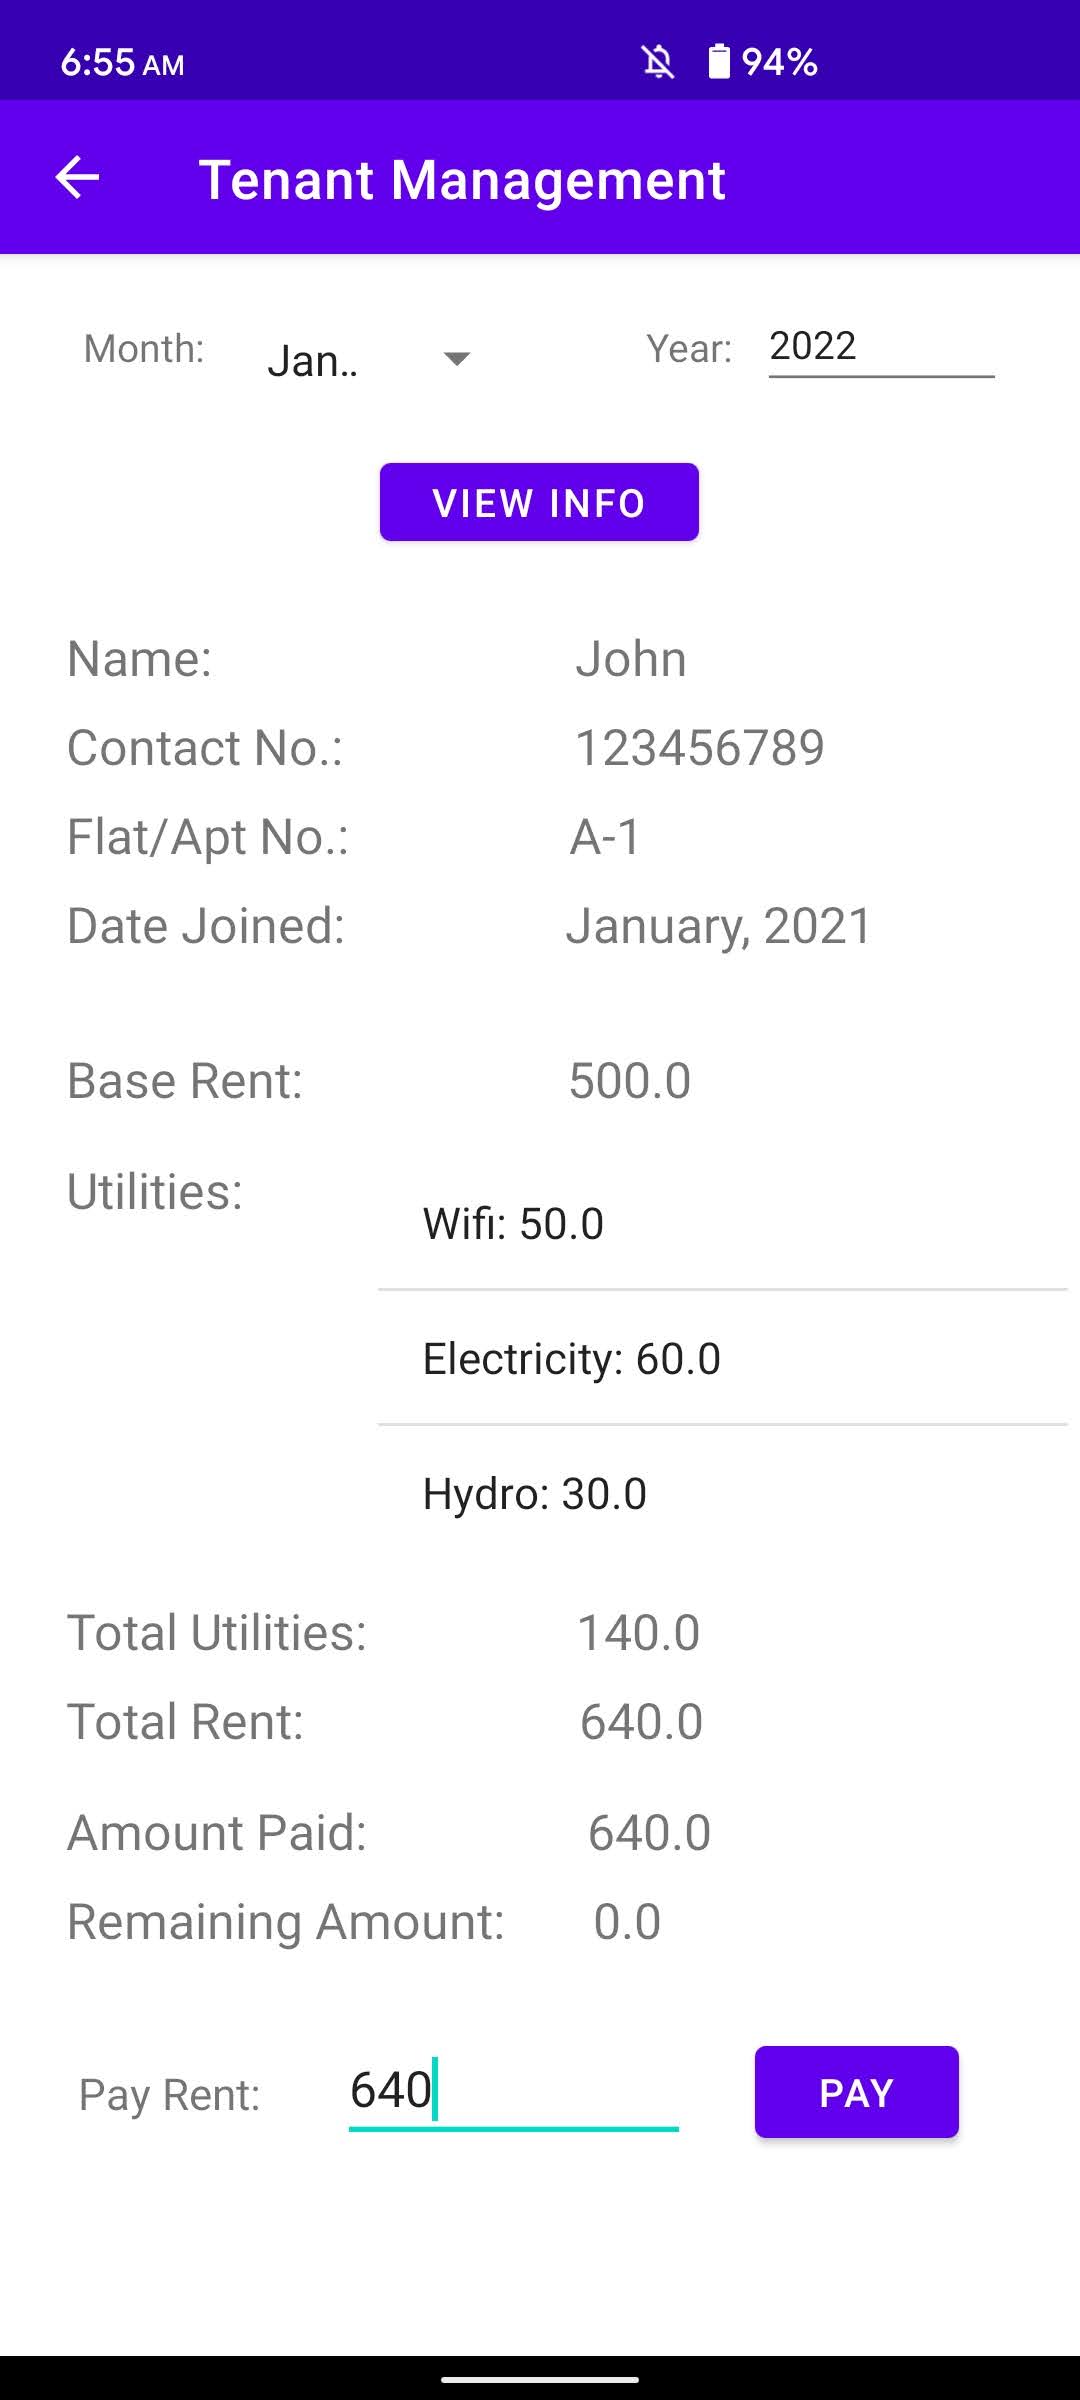 6:55 AM 94%
Tenant Management
Month: Jan.. Year: 2022
VIEW INFO
Name: John
Contact No.: 123456789
Flat/Apt No.: A-1
Date Joined: January, 2021
Base Rent: 500.0
Utilities:
Wifi: 50.0
Electricity: 60.0
Hydro: 30.0
Total Utilities: 140.0
Total Rent: 640.0
Amount Paid: 640.0
Remaining Amount: 0.0
Pay Rent: 640 PAY